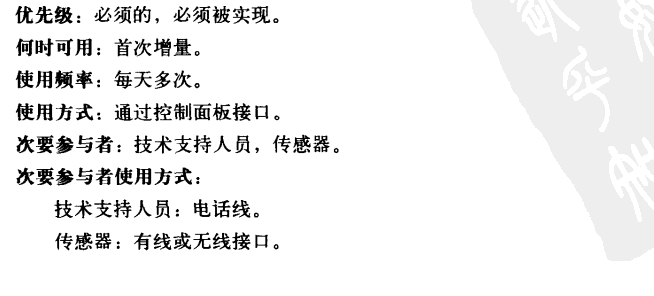 优先级：必须的，必须被实现。
何时可用：首次增量。
使用频率：每天多次。
使用方式：通过控制面板接口。
次要参与者：技术支持人员，传感器。
次要参与者使用方式：
技术支持人员：电话线。
传感器：有线或无线接口。